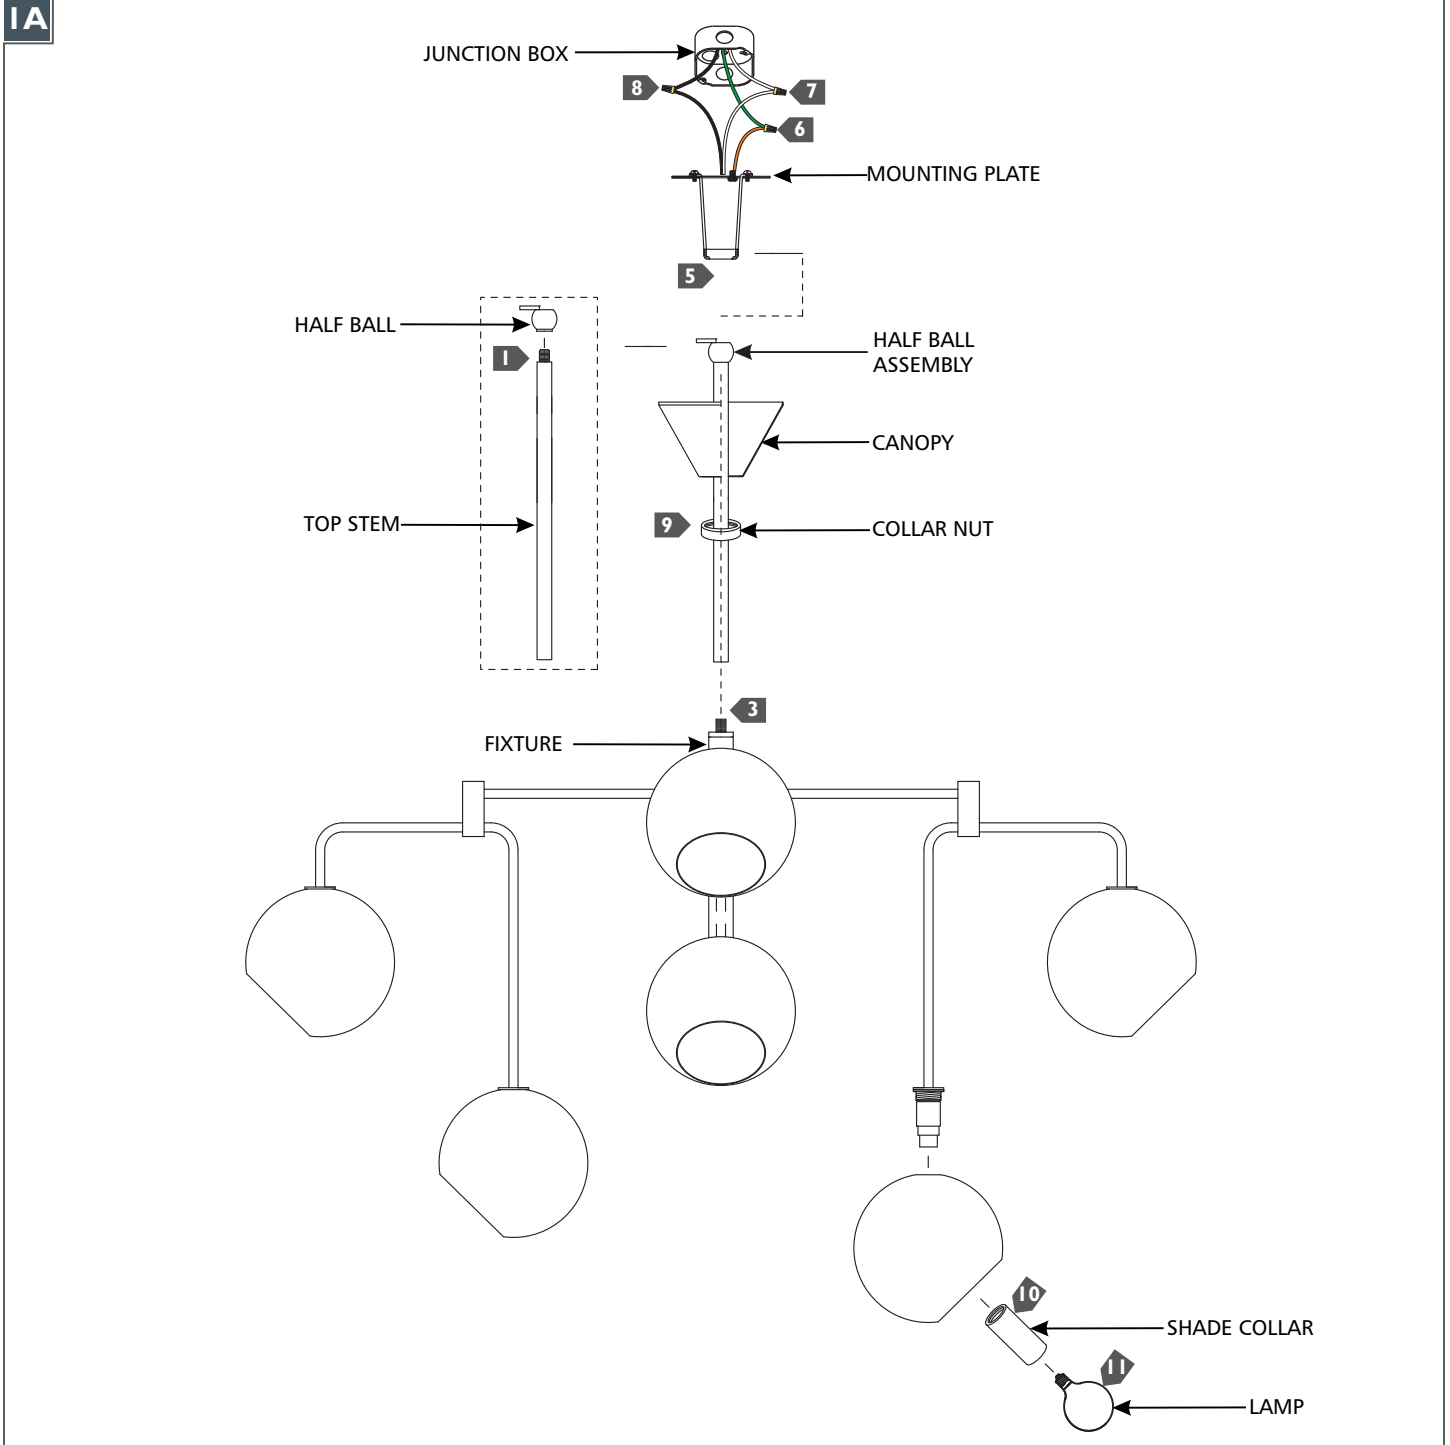 1A
JUNCTION BOX
8
7
6
MOUNTING PLATE
5
HALF BALL
1
HALF BALL
ASSEMBLY
CANOPY
TOP STEM
9
COLLAR NUT
3
FIXTURE
10
SHADE COLLAR
11
LAMP